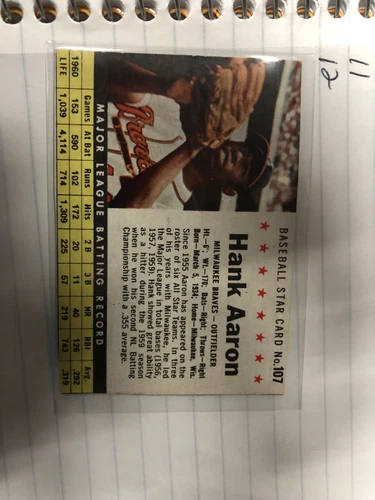 11
12
BASEBALL STAR CARD No. 107
Hank Aaron
MILWAUKEE BRAVES - OUTFIELDER
Ht.—6' Wt.—170; Bats—Right; Throws—Right
Born—March 5, 1934; Home—Milwaukee, Wis.
Since 1955 Aaron has appeared on the
roster of six All Star Teams. In three
of his years with Milwaukee, he led
the Major League in total bases (1956,
1957, 1959). Hank showed great ability
as a hitter during the 1959 season
when he won his second NL Batting
Championship with a .355 average.
Braves
MAJOR LEAGUE BATTING RECORD
Games At Bat Runs Hits 2 B 3 B HR RBI Avg.
1960 153 590 102 172 20 11 40 126 .292
LIFE 1,039 4,114 714 1,309 225 57 219 743 .319